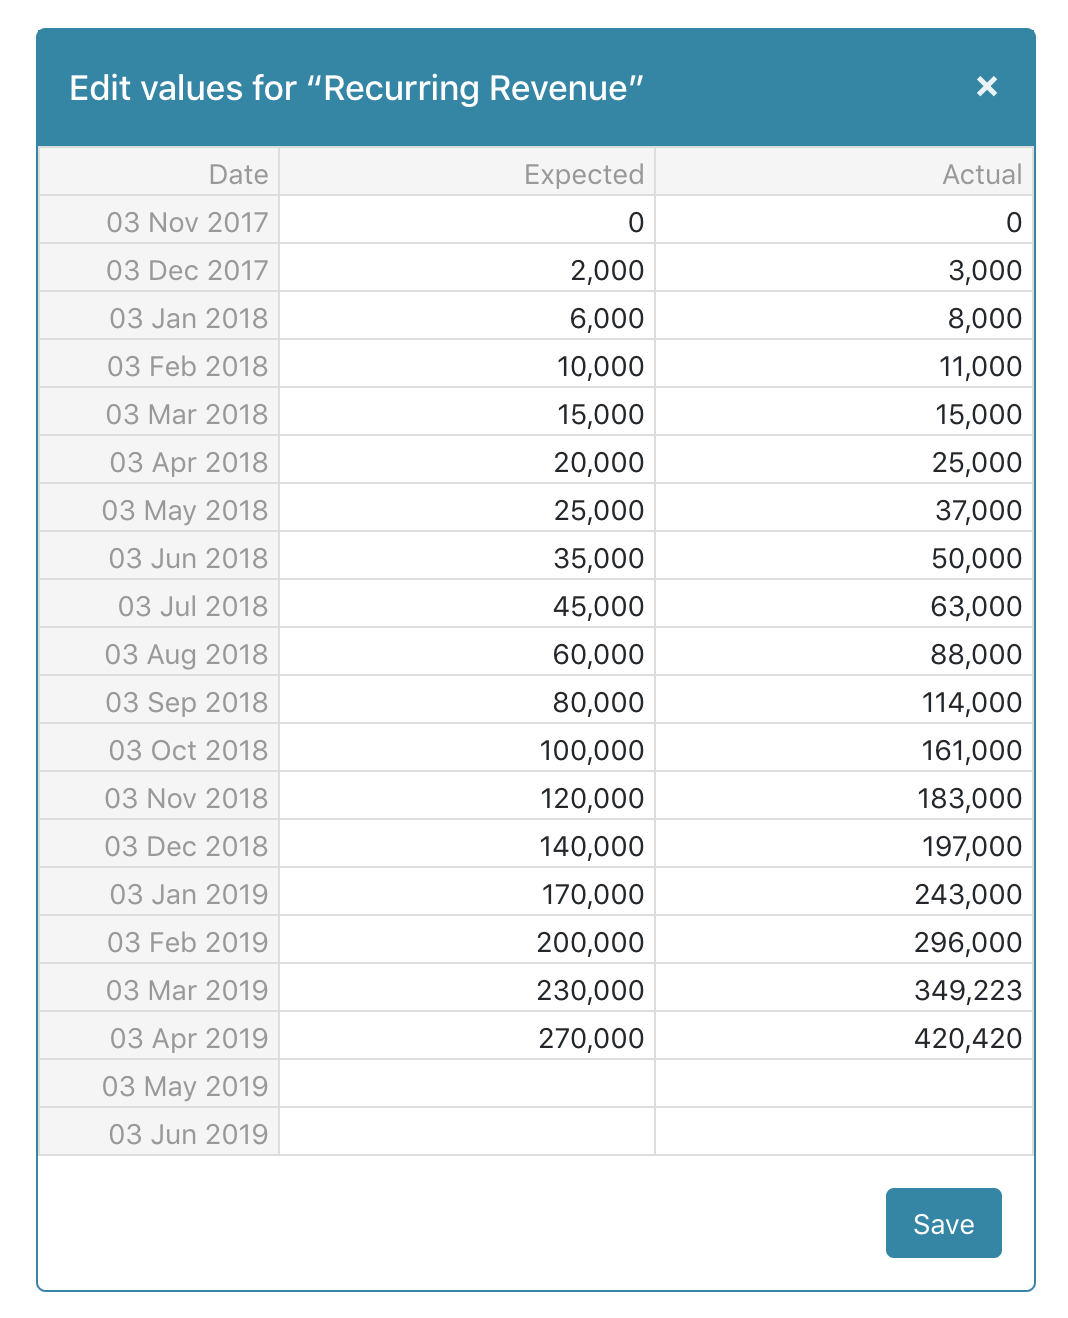 Edit values for “Recurring Revenue” ×
Date Expected Actual
03 Nov 2017 0 0
03 Dec 2017 2,000 3,000
03 Jan 2018 6,000 8,000
03 Feb 2018 10,000 11,000
03 Mar 2018 15,000 15,000
03 Apr 2018 20,000 25,000
03 May 2018 25,000 37,000
03 Jun 2018 35,000 50,000
03 Jul 2018 45,000 63,000
03 Aug 2018 60,000 88,000
03 Sep 2018 80,000 114,000
03 Oct 2018 100,000 161,000
03 Nov 2018 120,000 183,000
03 Dec 2018 140,000 197,000
03 Jan 2019 170,000 243,000
03 Feb 2019 200,000 296,000
03 Mar 2019 230,000 349,223
03 Apr 2019 270,000 420,420
03 May 2019
03 Jun 2019
Save